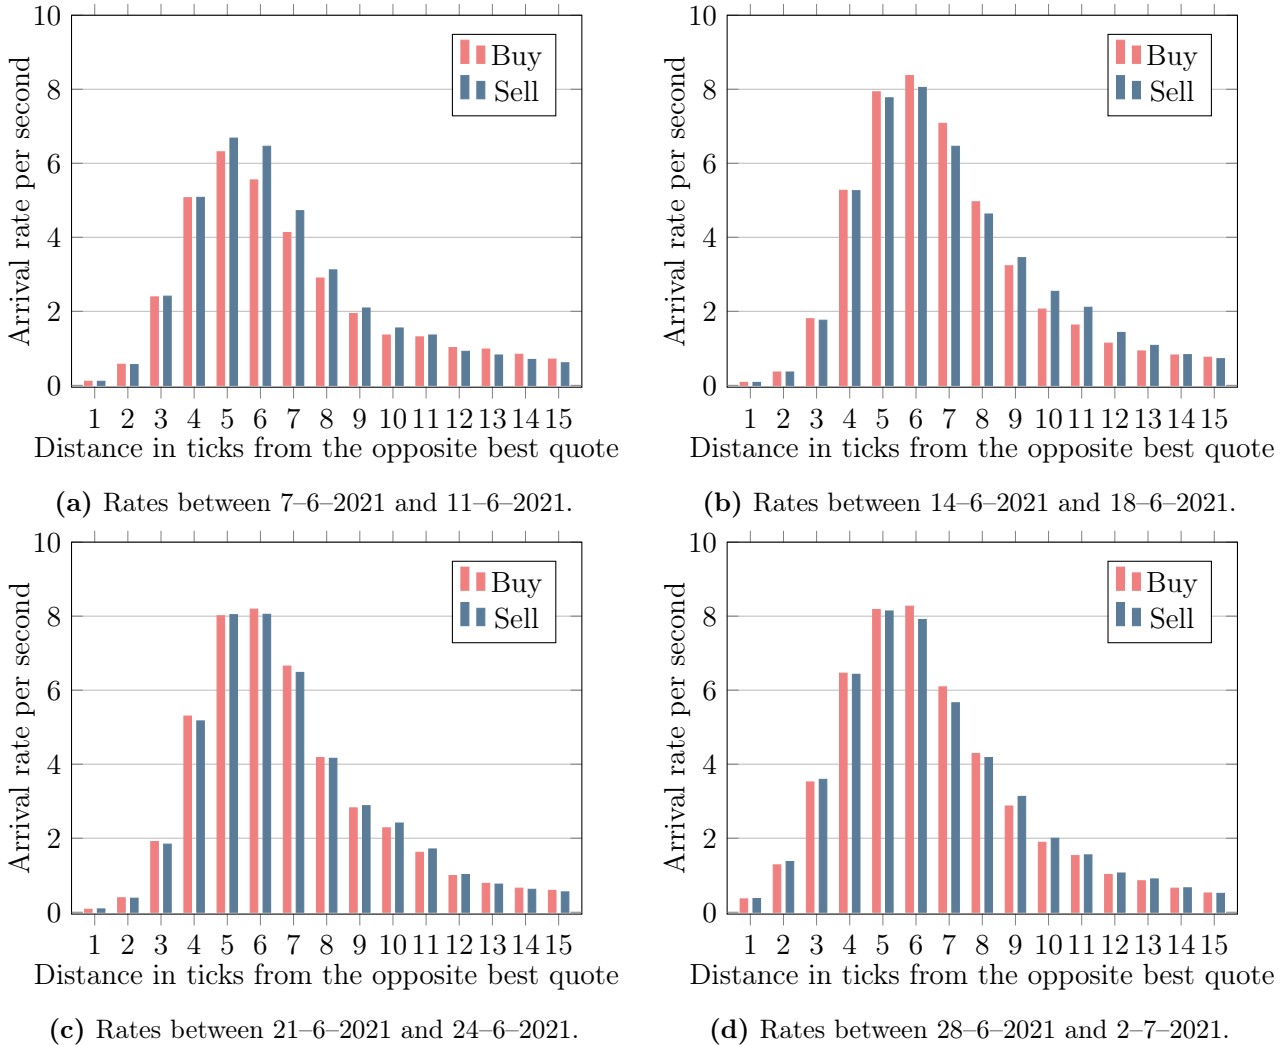 10
8
6
4
2
0
Arrival rate per second
Buy
Sell
1 2 3 4 5 6 7 8 9 10 11 12 13 14 15
Distance in ticks from the opposite best quote
(a) Rates between 7–6–2021 and 11–6–2021.
10
8
6
4
2
0
Arrival rate per second
Buy
Sell
1 2 3 4 5 6 7 8 9 10 11 12 13 14 15
Distance in ticks from the opposite best quote
(b) Rates between 14–6–2021 and 18–6–2021.
10
8
6
4
2
0
Arrival rate per second
Buy
Sell
1 2 3 4 5 6 7 8 9 10 11 12 13 14 15
Distance in ticks from the opposite best quote
(c) Rates between 21–6–2021 and 24–6–2021.
10
8
6
4
2
0
Arrival rate per second
Buy
Sell
1 2 3 4 5 6 7 8 9 10 11 12 13 14 15
Distance in ticks from the opposite best quote
(d) Rates between 28–6–2021 and 2–7–2021.